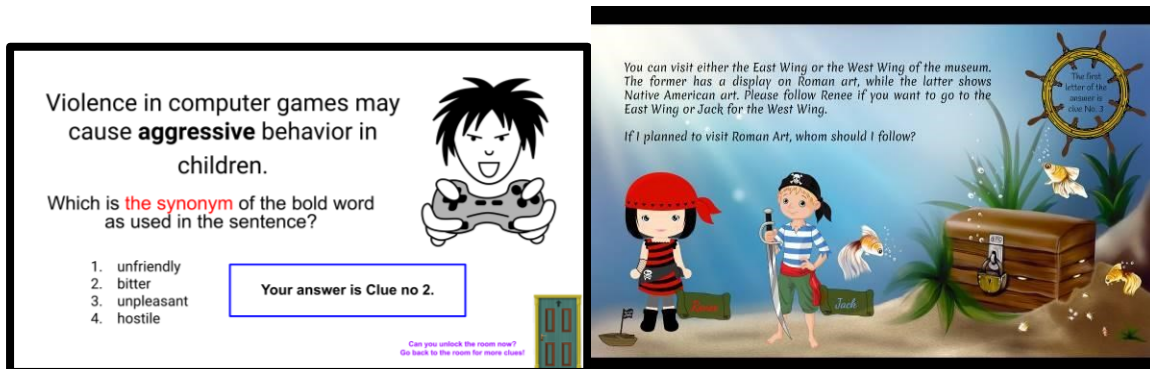 Violence in computer games may
cause aggressive behavior in
children.
Which is the synonym of the bold word
as used in the sentence?
1. unfriendly
2. bitter
3. unpleasant
4. hostile
Your answer is Clue no 2.
Can you unlock the room now?
Go back to the room for more clues!
You can visit either the East Wing or the West Wing of the museum.
The former has a display on Roman art, while the latter shows
Native American art. Please follow Renee if you want to go to the
East Wing or Jack for the West Wing.
If I planned to visit Roman Art, whom should I follow?
The first
letter of the
answer is
clue No. 3
Renee
Jack